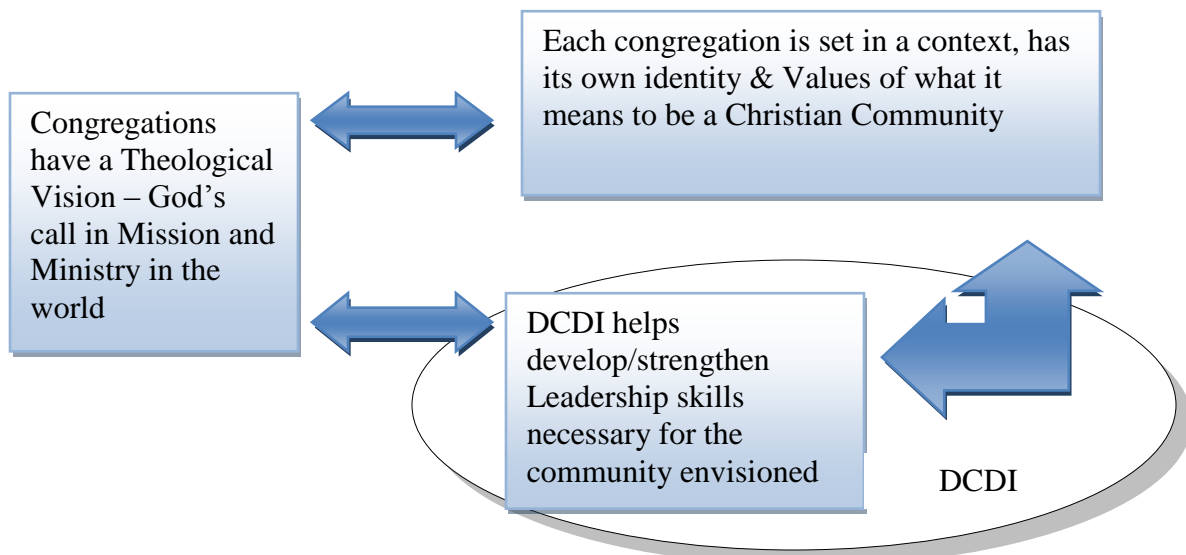 Congregations
have a Theological
Vision – God’s
call in Mission and
Ministry in the
world
Each congregation is set in a context, has
its own identity & Values of what it
means to be a Christian Community
DCDI helps
develop/strengthen
Leadership skills
necessary for the
community envisioned
DCDI